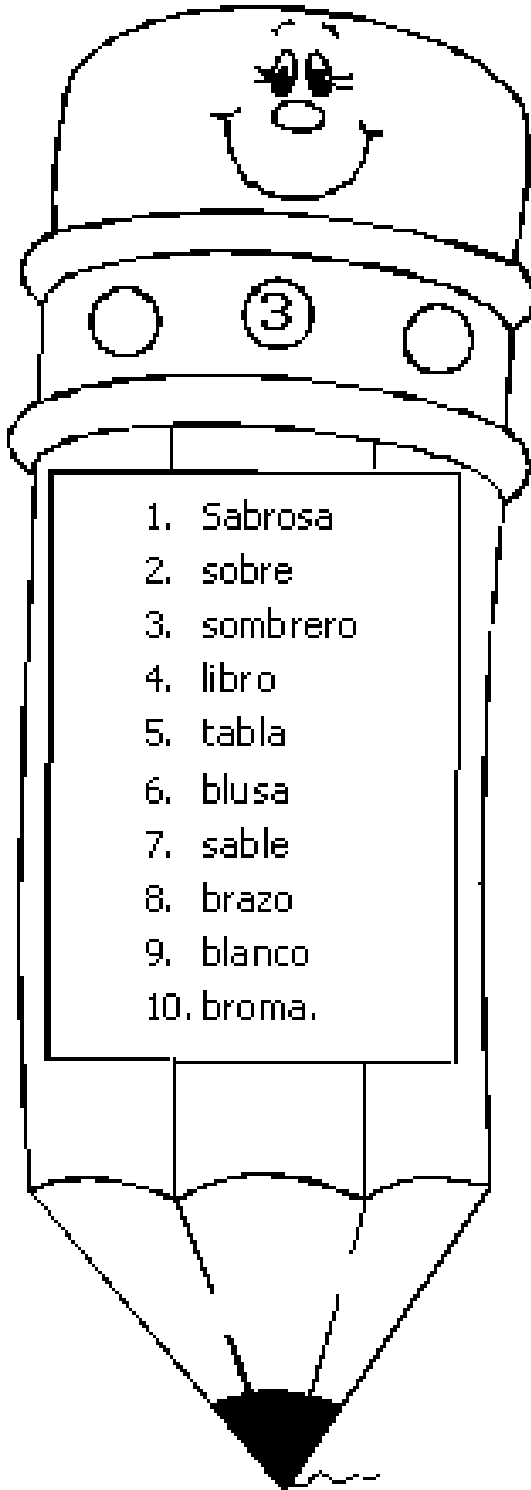 3
1. Sabrosa
2. sobre
3. sombrero
4. libro
5. tabla
6. blusa
7. sable
8. brazo
9. blanco
10. broma.